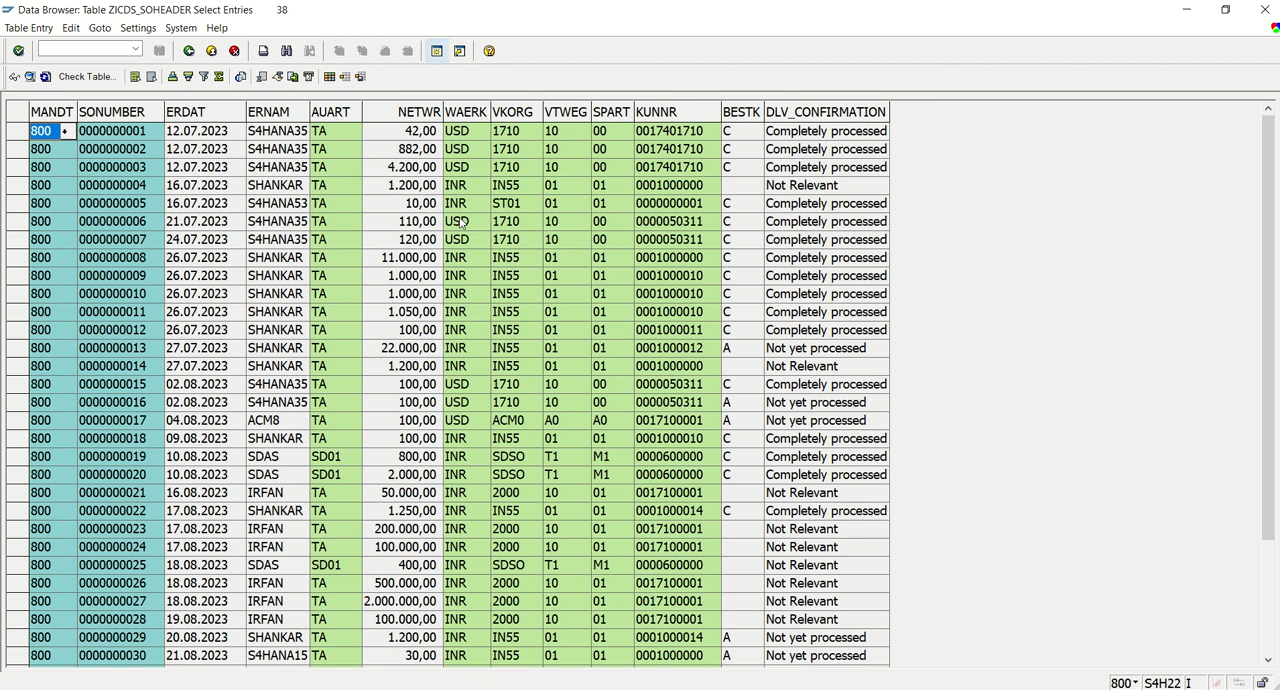 Data Browser: Table ZICDS_SOHEADER Select Entries 38
Table Entry Edit Goto Settings System Help
Check Table...
MANDT SONUMBER ERDAT ERNAM AUART NETWR WAERK VKORG VTWEG SPART KUNNR BESTK DLV_CONFIRMATION
800 0000000001 12.07.2023 S4HANA35 TA 42,00 USD 1710 10 00 0017401710 C Completely processed
800 0000000002 12.07.2023 S4HANA35 TA 882,00 USD 1710 10 00 0017401710 C Completely processed
800 0000000003 12.07.2023 S4HANA35 TA 4.200,00 USD 1710 10 00 0017401710 C Completely processed
800 0000000004 16.07.2023 SHANKAR TA 1.200,00 INR IN55 01 01 0001000000 Not Relevant
800 0000000005 16.07.2023 S4HANA53 TA 10,00 INR ST01 01 01 0000000001 C Completely processed
800 0000000006 21.07.2023 S4HANA35 TA 110,00 USD 1710 10 00 0000050311 C Completely processed
800 0000000007 24.07.2023 S4HANA35 TA 120,00 USD 1710 10 00 0000050311 C Completely processed
800 0000000008 26.07.2023 SHANKAR TA 11.000,00 INR IN55 01 01 0001000000 C Completely processed
800 0000000009 26.07.2023 SHANKAR TA 1.000,00 INR IN55 01 01 0001000010 C Completely processed
800 0000000010 26.07.2023 SHANKAR TA 1.000,00 INR IN55 01 01 0001000010 C Completely processed
800 0000000011 26.07.2023 SHANKAR TA 1.050,00 INR IN55 01 01 0001000010 C Completely processed
800 0000000012 26.07.2023 SHANKAR TA 100,00 INR IN55 01 01 0001000011 C Completely processed
800 0000000013 27.07.2023 SHANKAR TA 22.000,00 INR IN55 01 01 0001000012 A Not yet processed
800 0000000014 27.07.2023 SHANKAR TA 1.200,00 INR IN55 01 01 0001000000 Not Relevant
800 0000000015 02.08.2023 S4HANA35 TA 100,00 USD 1710 10 00 0000050311 C Completely processed
800 0000000016 02.08.2023 S4HANA35 TA 100,00 USD 1710 10 00 0000050311 A Not yet processed
800 0000000017 04.08.2023 ACM8 TA 100,00 USD ACM0 A0 A0 0017100001 A Not yet processed
800 0000000018 09.08.2023 SHANKAR TA 100,00 INR IN55 01 01 0001000010 C Completely processed
800 0000000019 10.08.2023 SDAS SD01 800,00 INR SDSO T1 M1 0000600000 C Completely processed
800 0000000020 10.08.2023 SDAS SD01 2.000,00 INR SDSO T1 M1 0000600000 C Completely processed
800 0000000021 16.08.2023 IRFAN TA 50.000,00 INR 2000 10 01 0017100001 Not Relevant
800 0000000022 17.08.2023 SHANKAR TA 1.250,00 INR IN55 01 01 0001000014 C Completely processed
800 0000000023 17.08.2023 IRFAN TA 200.000,00 INR 2000 10 01 0017100001 Not Relevant
800 0000000024 17.08.2023 IRFAN TA 100.000,00 INR 2000 10 01 0017100001 Not Relevant
800 0000000025 18.08.2023 SDAS SD01 400,00 INR SDSO T1 M1 0000600000 Not Relevant
800 0000000026 18.08.2023 IRFAN TA 500.000,00 INR 2000 10 01 0017100001 Not Relevant
800 0000000027 18.08.2023 IRFAN TA 2.000.000,00 INR 2000 10 01 0017100001 Not Relevant
800 0000000028 19.08.2023 IRFAN TA 100.000,00 INR 2000 10 01 0017100001 Not Relevant
800 0000000029 20.08.2023 SHANKAR TA 1.200,00 INR IN55 01 01 0001000014 A Not yet processed
800 0000000030 21.08.2023 S4HANA15 TA 30,00 INR IN55 01 01 0001000000 A Not yet processed
800 S4H22 I